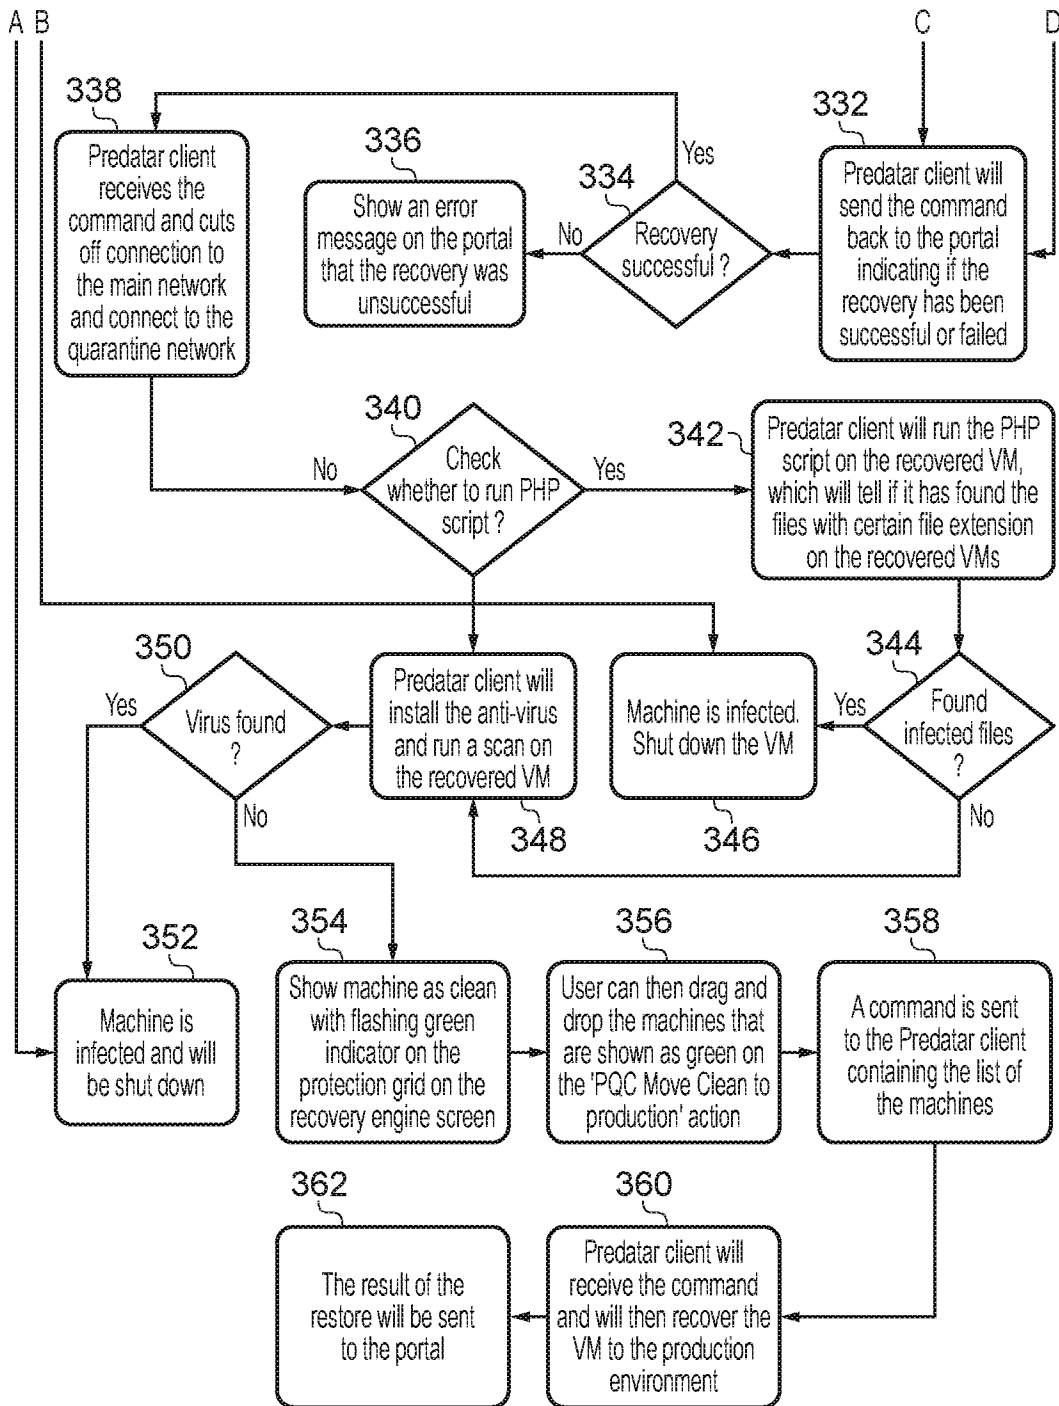 A
B
C
D
338
Predatar client
receives the
command and cuts
off connection to
the main network
and connect to the
quarantine network
336
Show an error
message on the portal
that the recovery was
unsuccessful
334
Recovery
successful ?
Yes
No
332
Predatar client will
send the command
back to the portal
indicating if the
recovery has been
successful or failed
340
Check
whether to run PHP
script ?
No
Yes
342
Predatar client will run the PHP
script on the recovered VM,
which will tell if it has found the
files with certain file extension
on the recovered VMs
350
Virus found
?
Yes
No
Predatar client will
install the anti-virus
and run a scan on
the recovered VM
348
Machine is infected.
Shut down the VM
346
344
Found
infected files
?
Yes
No
352
Machine is
infected and will
be shut down
354
Show machine as clean
with flashing green
indicator on the
protection grid on the
recovery engine screen
356
User can then drag and
drop the machines that
are shown as green on
the 'PQC Move Clean to
production' action
358
A command is sent
to the Predatar client
containing the list of
the machines
362
The result of the
restore will be sent
to the portal
360
Predatar client will
receive the command
and will then recover the
VM to the production
environment